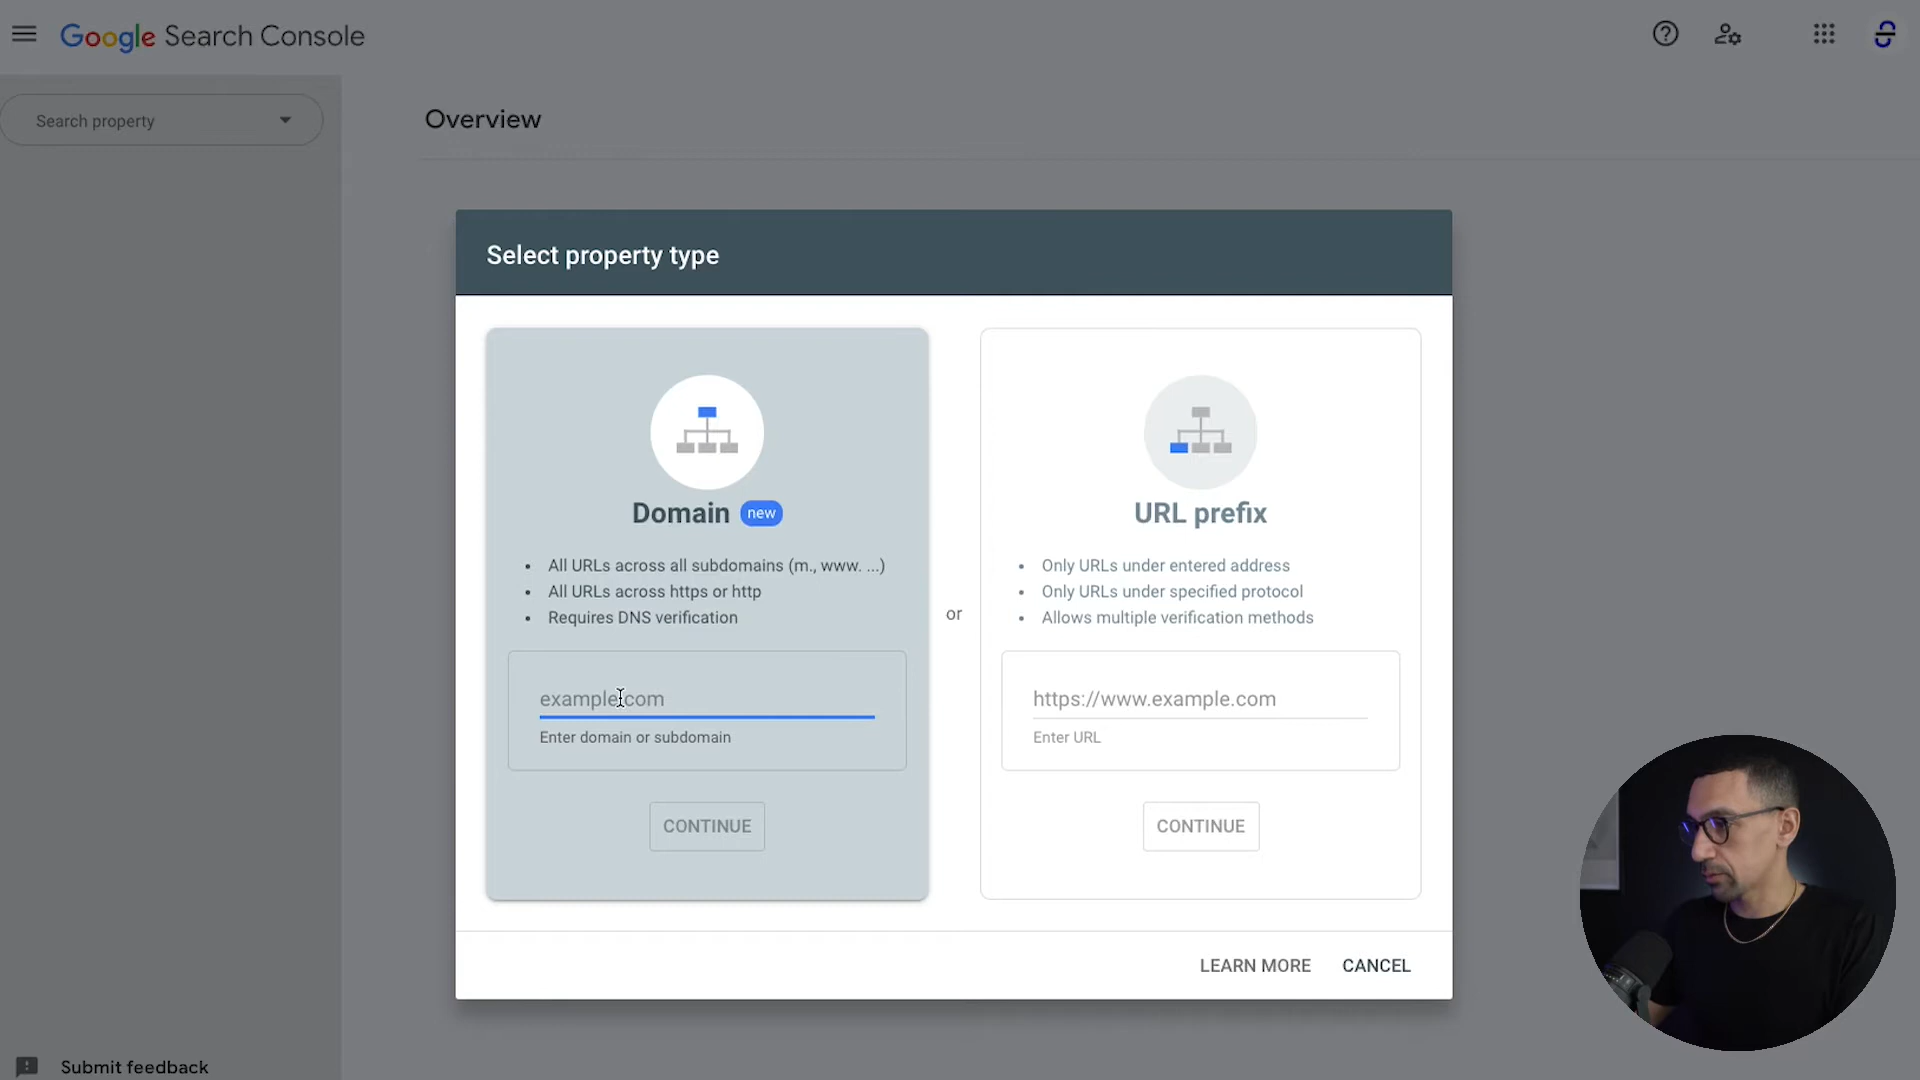 Google Search Console
Search property
Overview
Select property type
Domain new
• All URLs across all subdomains (m., www. ...)
• All URLs across https or http
• Requires DNS verification
example.com
Enter domain or subdomain
CONTINUE
or
URL prefix
• Only URLs under entered address
• Only URLs under specified protocol
• Allows multiple verification methods
https://www.example.com
Enter URL
CONTINUE
LEARN MORE CANCEL
Submit feedback